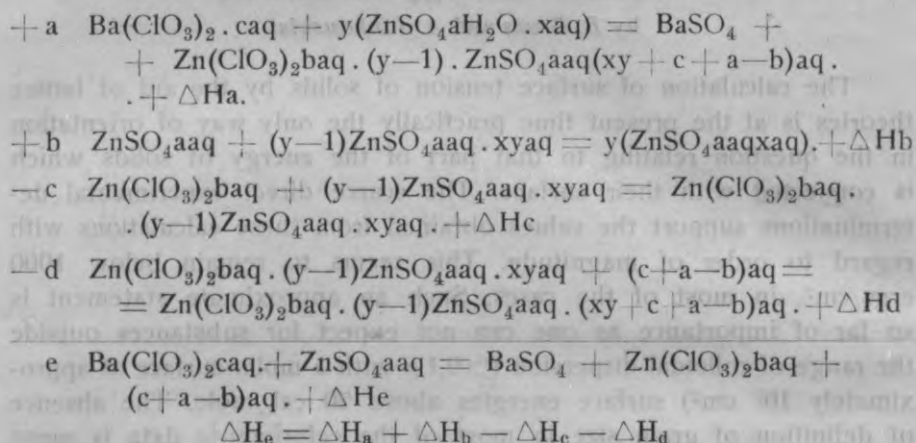 + a Ba(ClO₃)₂ . caq + y(ZnSO₄aH₂O . xaq) = BaSO₄ +
+ Zn(ClO₃)₂baq . (y—1) . ZnSO₄aaq(xy + c + a—b)aq .
. + △Ha.
+ b ZnSO₄aaq + (y—1)ZnSO₄aaq . xyaq = y(ZnSO₄aaqxaq). + △Hb
— c Zn(ClO₃)₂baq + (y—1)ZnSO₄aaq . xyaq = Zn(ClO₃)₂baq.
.(y—1)ZnSO₄aaq . xyaq. + △Hc
— d Zn(ClO₃)₂baq . (y—1)ZnSO₄aaq . xyaq + (c+a—b)aq =
= Zn(ClO₃)₂baq . (y—1)ZnSO₄aaq . (xy+c+a—b)aq. + △Hd
e Ba(ClO₃)₂caq. + ZnSO₄aaq = BaSO₄ + Zn(ClO₃)₂baq +
(c+a—b)aq. + △He
△Hₑ = △Hₐ + △H_b — △H_c — △H_d